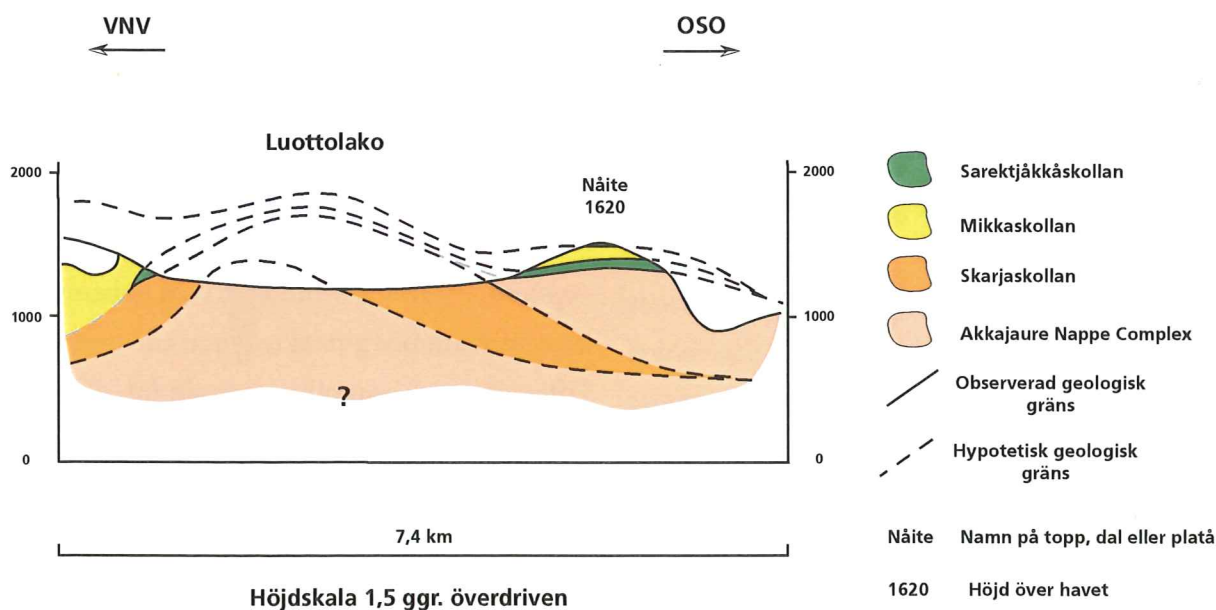 VNV
OSO
Luottolako
2000
2000
Nåite
1620
1000
1000
?
0
0
7,4 km
Höjdskala 1,5 ggr. överdriven
Sarektjåkkåskollan
Mikkaskollan
Skarjaskollan
Akkajaure Nappe Complex
Observerad geologisk
gräns
Hypotetisk geologisk
gräns
Nåite Namn på topp, dal eller platå
1620 Höjd över havet